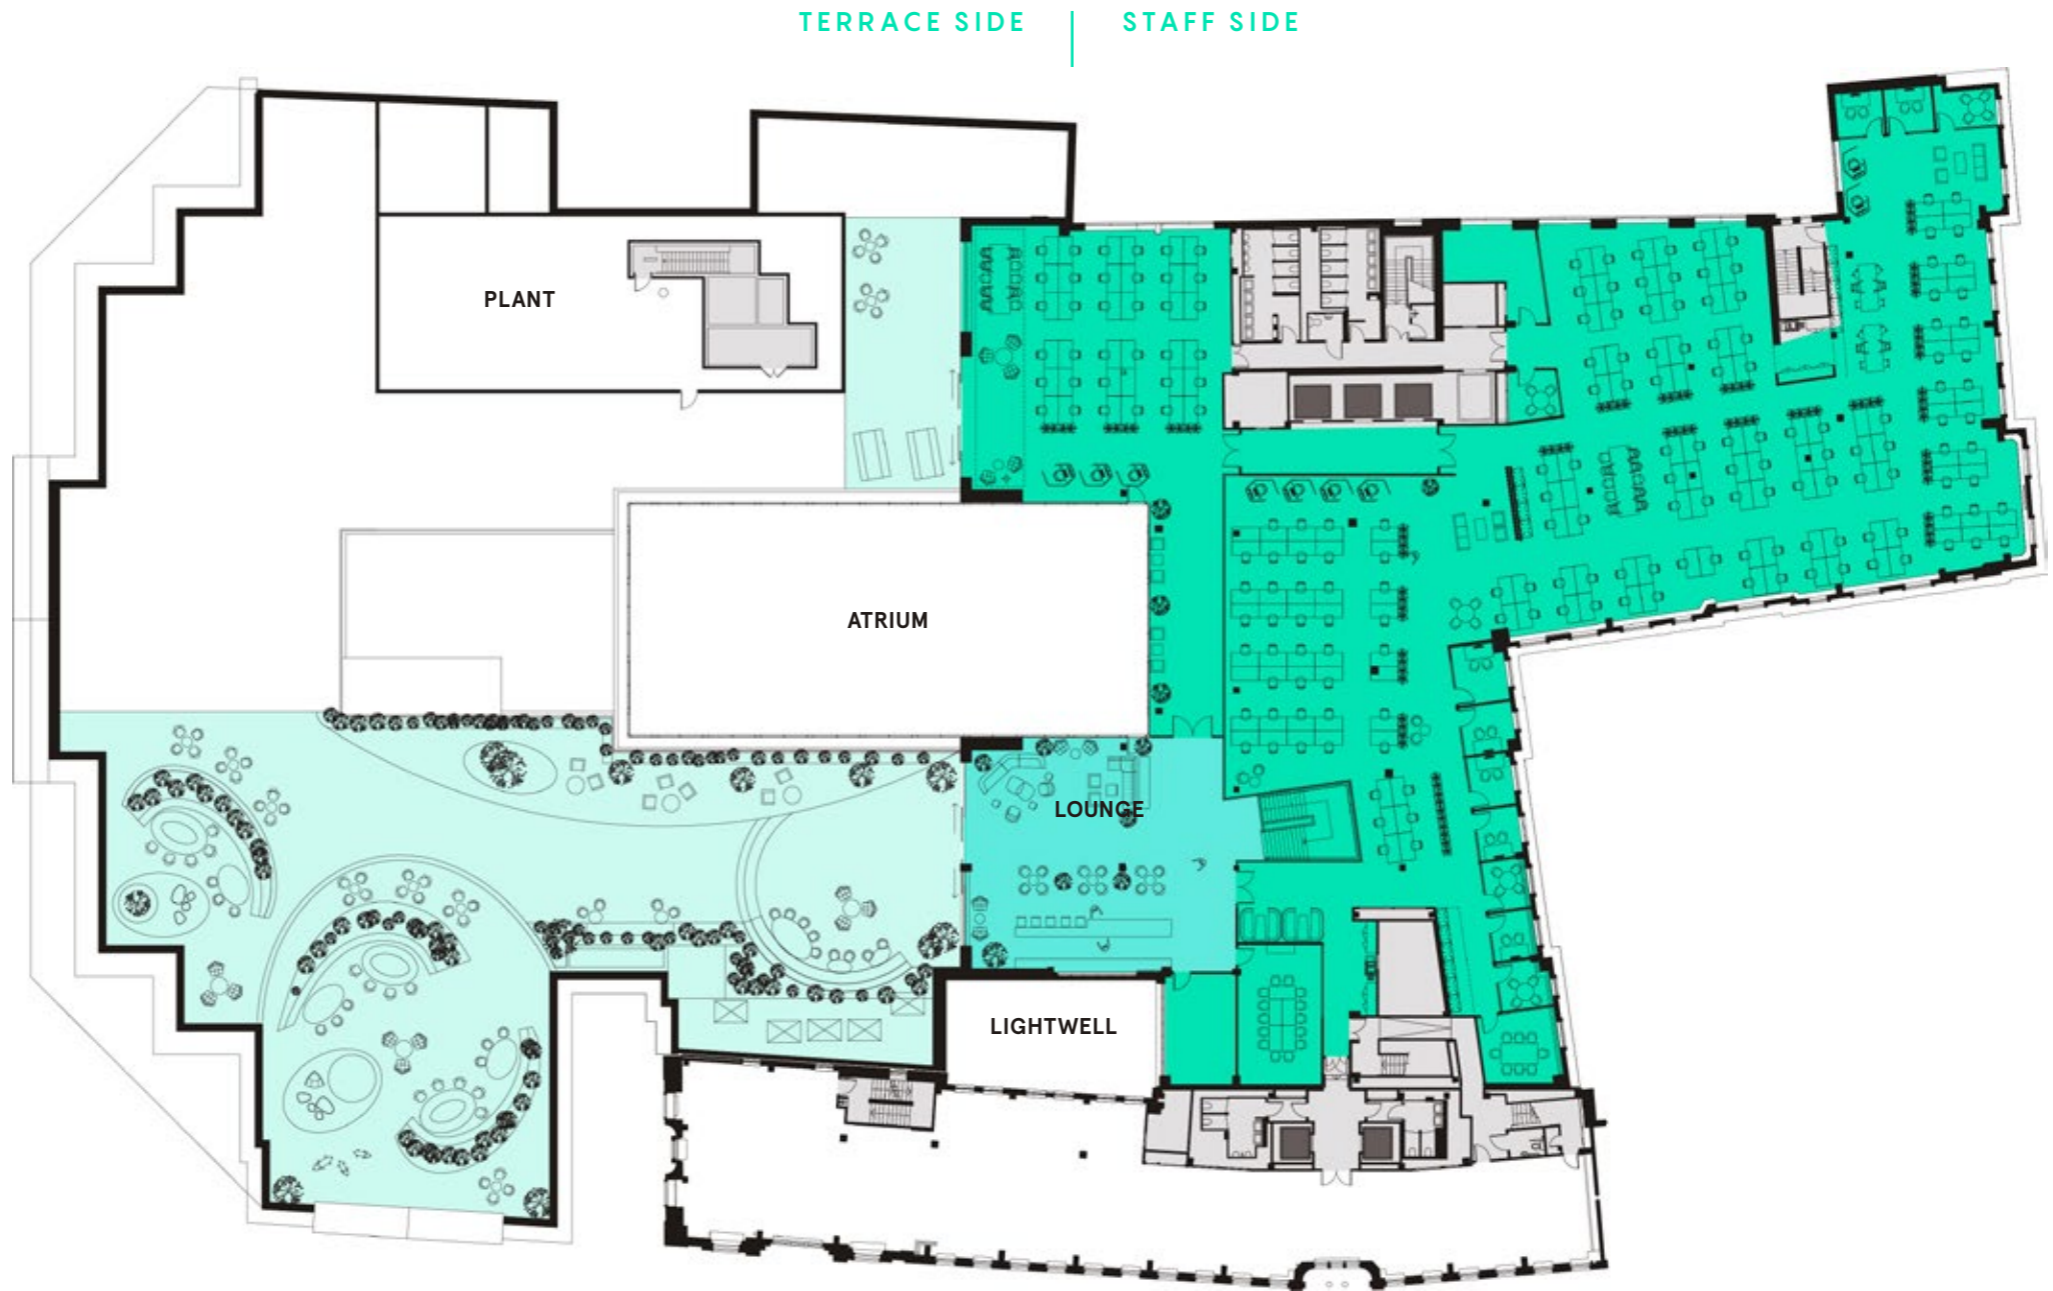 TERRACE SIDE
STAFF SIDE
PLANT
ATRIUM
LOUNGE
LIGHTWELL